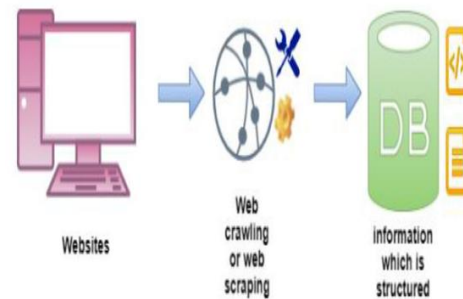 DB
</>
Websites
Web
crawling
or web
scraping
information
which is
structured